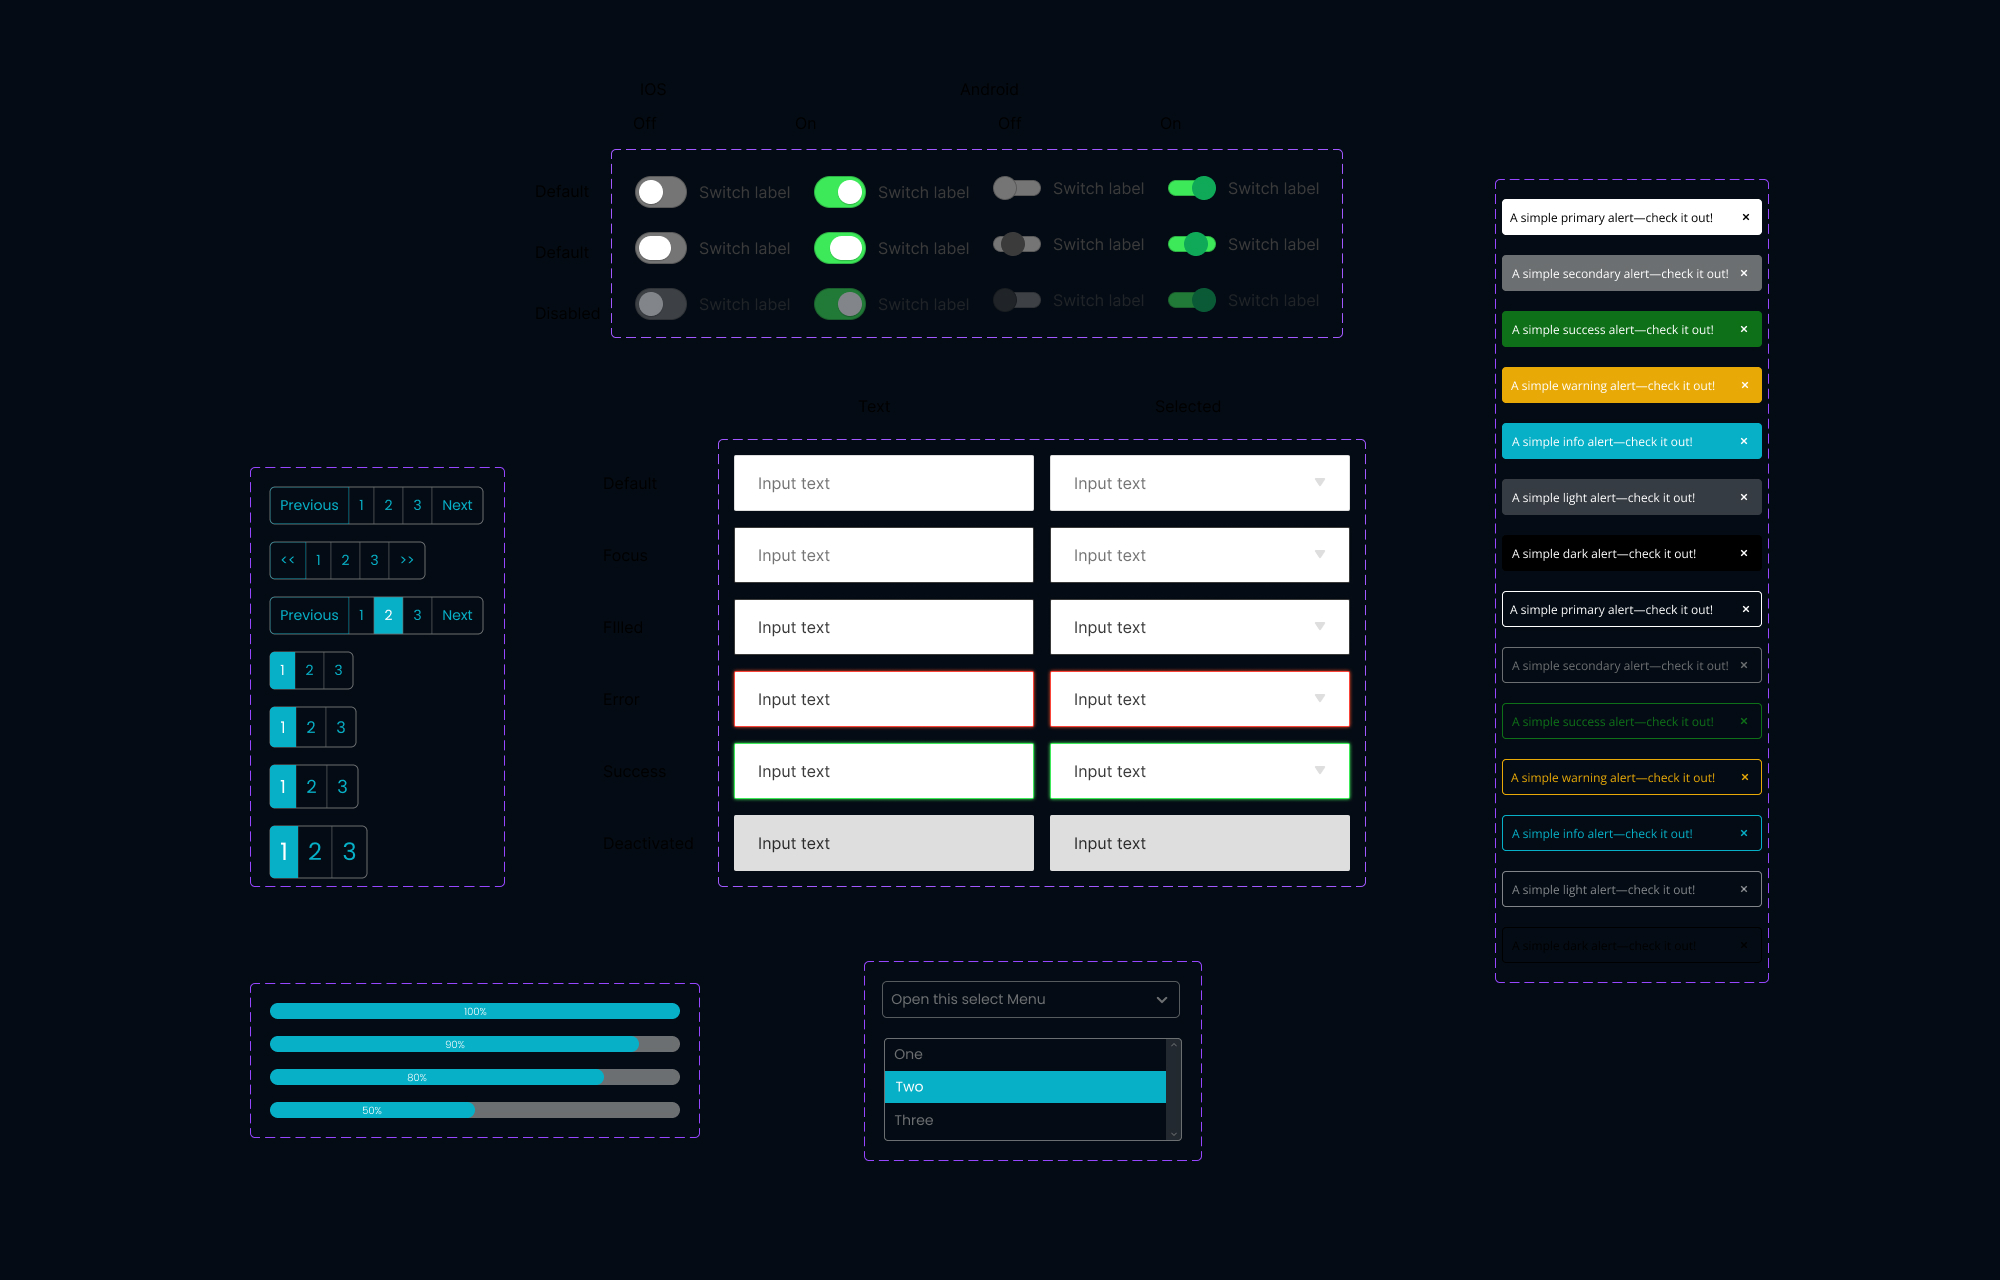 IOS Android
Off On Off On
Default Switch label Switch label Switch label Switch label
Default Switch label Switch label Switch label Switch label
Disabled Switch label Switch label Switch label Switch label
Text Selected
Default Input text Input text
Focus Input text Input text
Filled Input text Input text
Error Input text Input text
Success Input text Input text
Deactivated Input text Input text
Previous 1 2 3 Next
<< 1 2 3 >>
Previous 1 2 3 Next
1 2 3
1 2 3
1 2 3
1 2 3
100%
90%
80%
50%
Open this select Menu
One
Two
Three
A simple primary alert—check it out!
A simple secondary alert—check it out!
A simple success alert—check it out!
A simple warning alert—check it out!
A simple info alert—check it out!
A simple light alert—check it out!
A simple dark alert—check it out!
A simple primary alert—check it out!
A simple secondary alert—check it out!
A simple success alert—check it out!
A simple warning alert—check it out!
A simple info alert—check it out!
A simple light alert—check it out!
A simple dark alert—check it out!